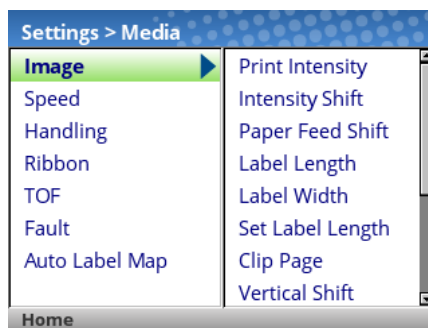 Settings > Media
Image
Speed
Handling
Ribbon
TOF
Fault
Auto Label Map
Print Intensity
Intensity Shift
Paper Feed Shift
Label Length
Label Width
Set Label Length
Clip Page
Vertical Shift
Home